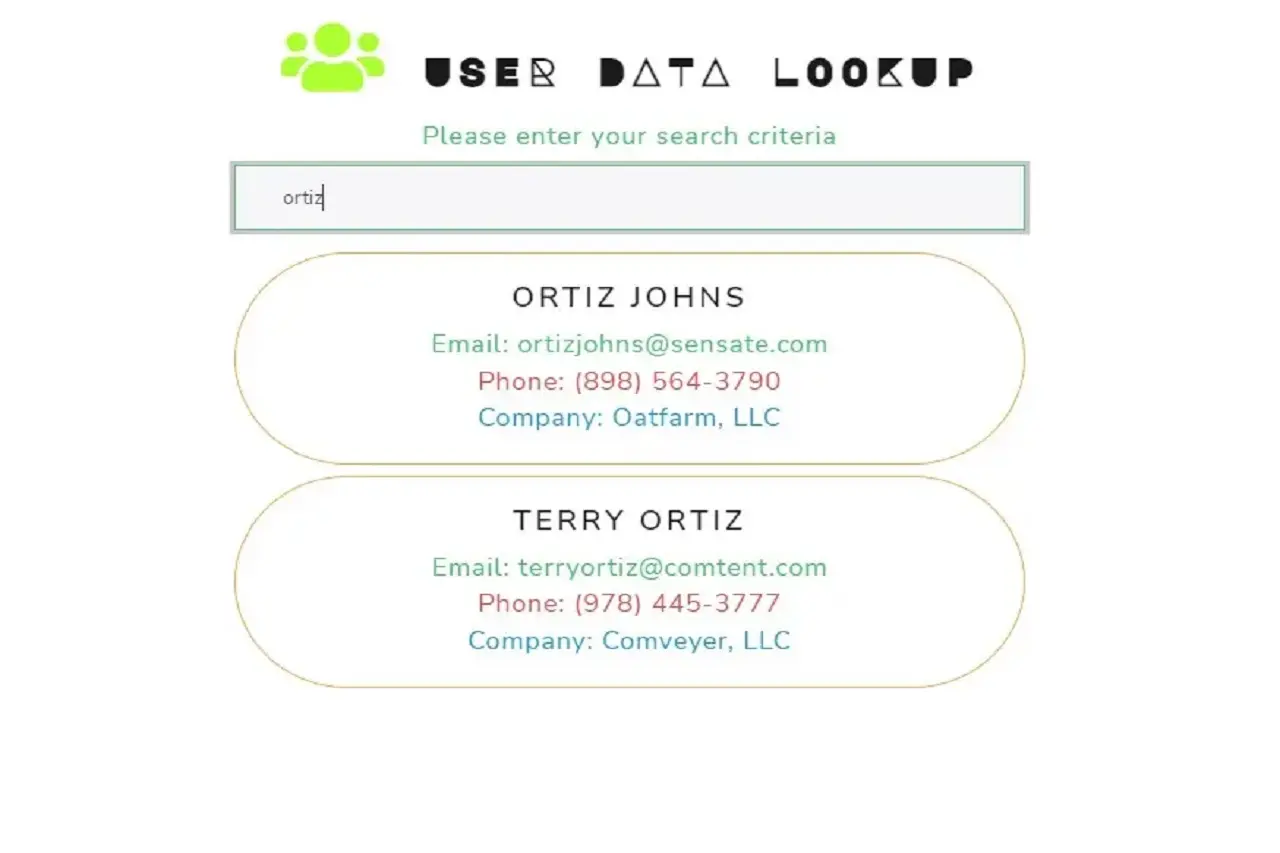 USER DATA LOOKUP
Please enter your search criteria
ortiz
ORTIZ JOHNS
Email: ortizjohns@sensate.com
Phone: (898) 564-3790
Company: Oatfarm, LLC
TERRY ORTIZ
Email: terryortiz@comtent.com
Phone: (978) 445-3777
Company: Comveyer, LLC